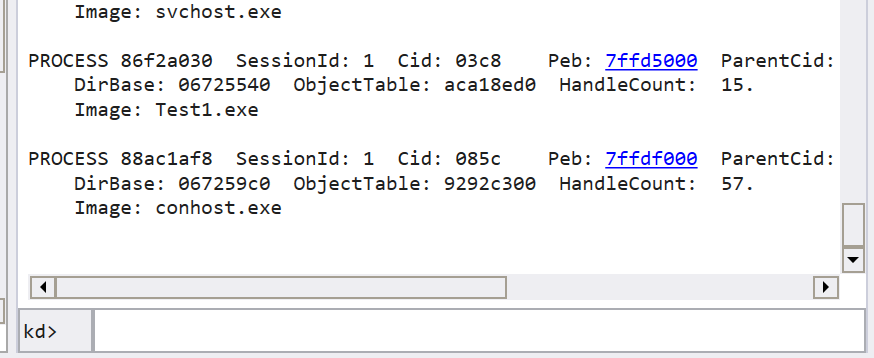 Image: svchost.exe
PROCESS 86f2a030  SessionId: 1  Cid: 03c8    Peb: 7ffd5000  ParentCid:
DirBase: 06725540  ObjectTable: aca18ed0  HandleCount:  15.
Image: Test1.exe
PROCESS 88ac1af8  SessionId: 1  Cid: 085c    Peb: 7ffdf000  ParentCid:
DirBase: 067259c0  ObjectTable: 9292c300  HandleCount:  57.
Image: conhost.exe
kd>